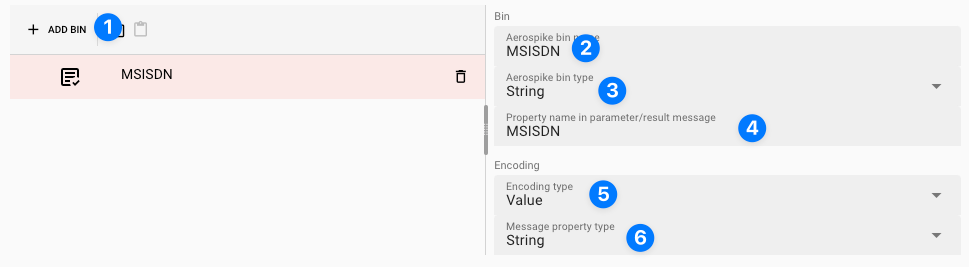 ADD BIN 1
MSISDN
Bin
Aerospike bin name
MSISDN 2
Aerospike bin type
String 3
Property name in parameter/result message
MSISDN 4
Encoding
Encoding type
Value 5
Message property type
String 6